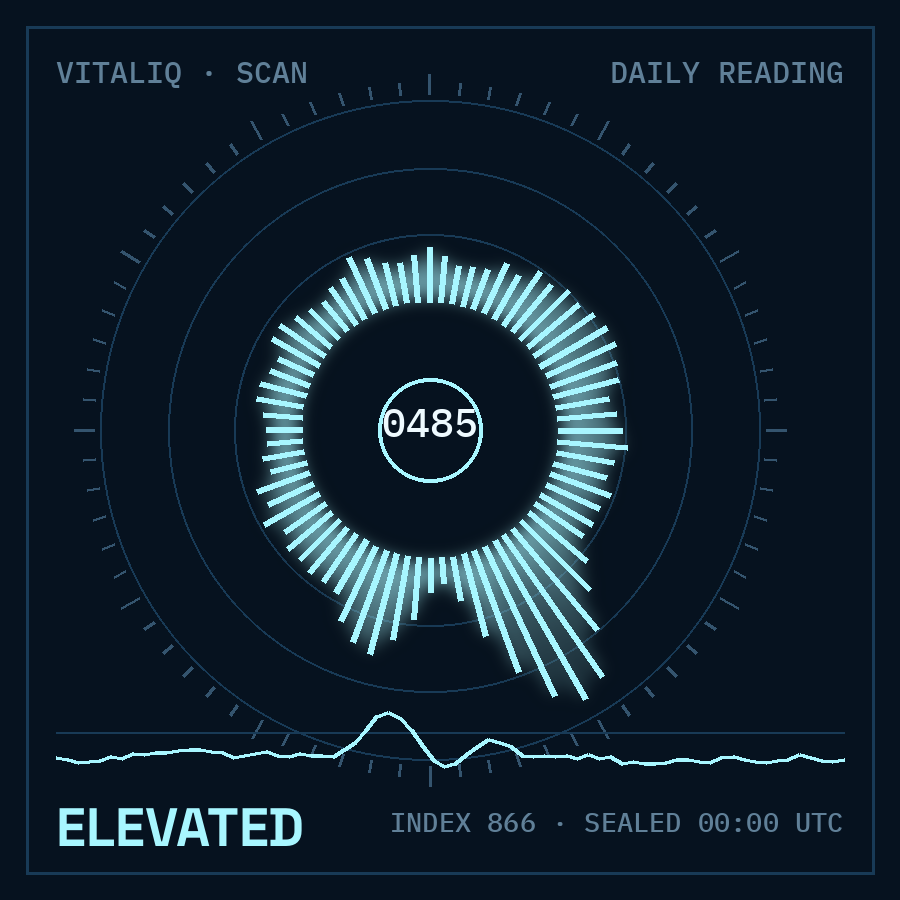 VITALIQ · SCAN
DAILY READING
0485
ELEVATED
INDEX 866 · SEALED 00:00 UTC